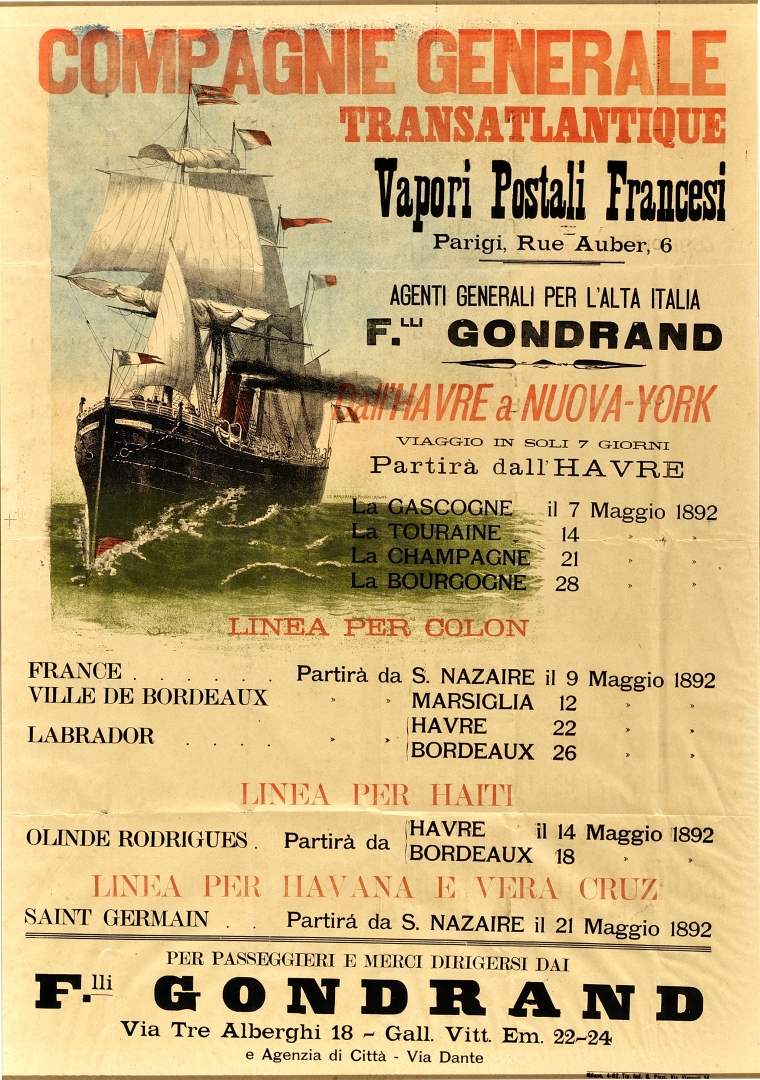 COMPAGNIE GENERALE
TRANSATLANTIQUE
Vapori Postali Francesi
Parigi, Rue Auber, 6
AGENTI GENERALI PER L'ALTA ITALIA
F.LLI GONDRAND
Dall'HAVRE a NUOVA-YORK
VIAGGIO IN SOLI 7 GIORNI
Partirà dall'HAVRE
La GASCOGNE il 7 Maggio 1892
La TOURAINE 14 » »
La CHAMPAGNE 21 » »
La BOURGOGNE 28 » »
LINEA PER COLON
FRANCE . . . . . . Partirà da S. NAZAIRE il 9 Maggio 1892
VILLE DE BORDEAUX » » MARSIGLIA 12 » »
LABRADOR . . . . » » HAVRE 22 » »
BORDEAUX 26 » »
LINEA PER HAITI
OLINDE RODRIGUES . Partirà da HAVRE il 14 Maggio 1892
BORDEAUX 18 » »
LINEA PER HAVANA E VERA CRUZ
SAINT GERMAIN . . Partirá da S. NAZAIRE il 21 Maggio 1892
PER PASSEGGIERI E MERCI DIRIGERSI DAI
F.lli GONDRAND
Via Tre Alberghi 18 - Gall. Vitt. Em. 22-24
e Agenzia di Città - Via Dante